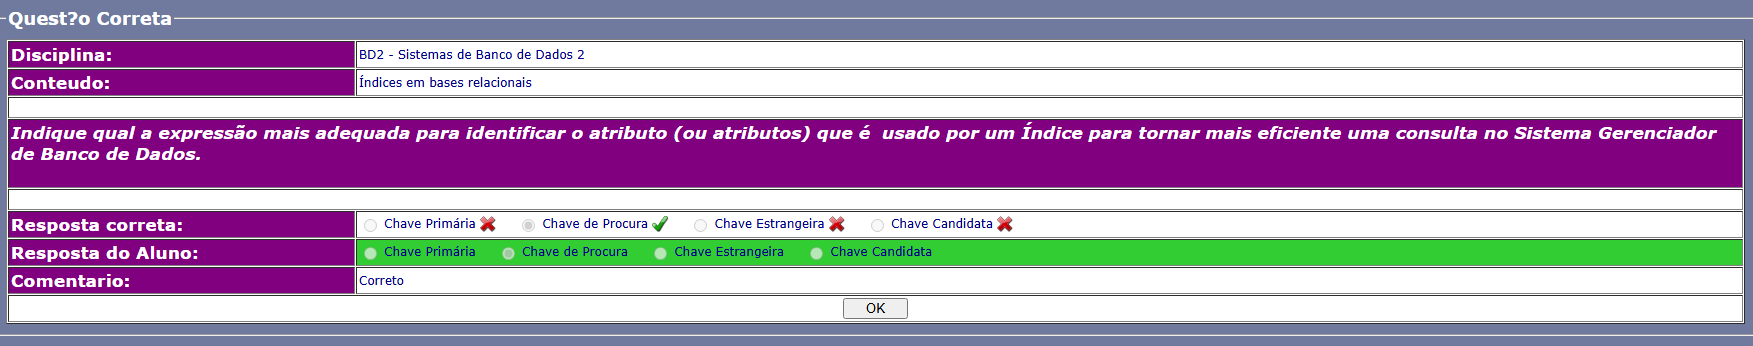 Quest?o Correta
Disciplina: BD2 - Sistemas de Banco de Dados 2
Conteudo: Índices em bases relacionais
Indique qual a expressão mais adequada para identificar o atributo (ou atributos) que é usado por um Índice para tornar mais eficiente uma consulta no Sistema Gerenciador
de Banco de Dados.
Resposta correta: Chave Primária Chave de Procura Chave Estrangeira Chave Candidata
Resposta do Aluno: Chave Primária Chave de Procura Chave Estrangeira Chave Candidata
Comentario: Correto
OK